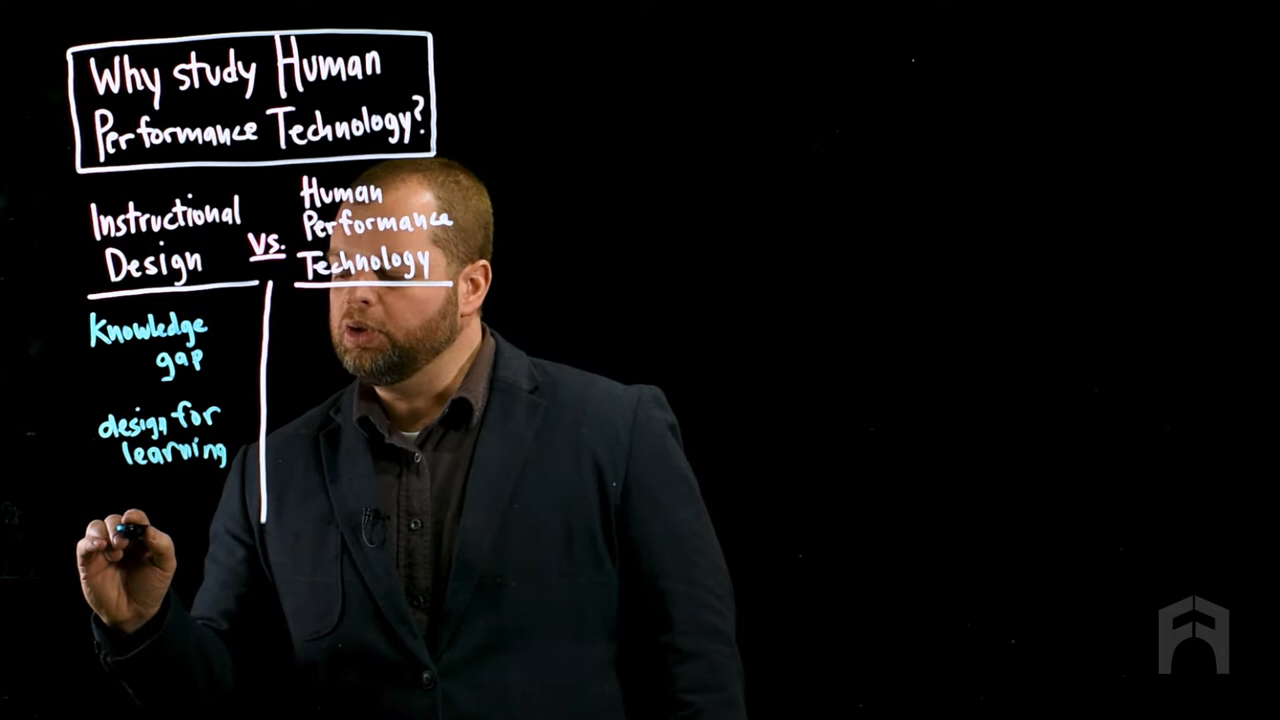 Why study Human
Performance Technology?
Instructional
Design
vs.
Human
Performance
Technology
Knowledge
gap
design for
learning